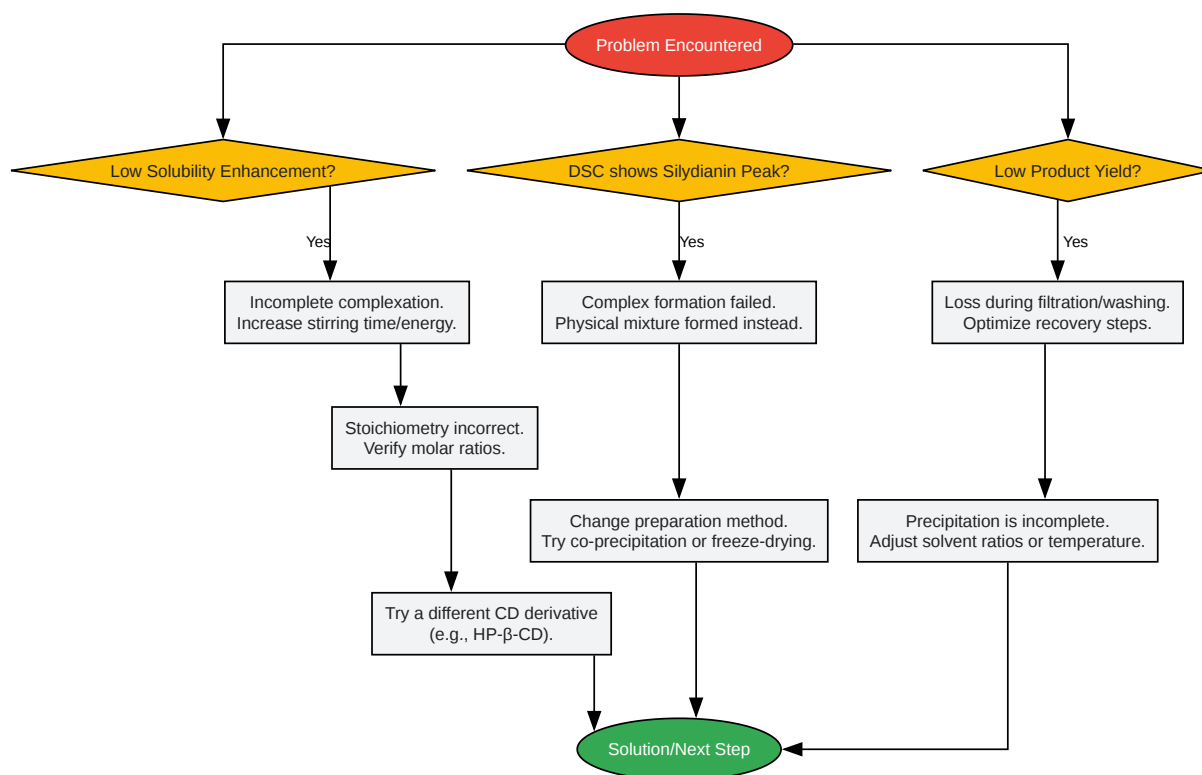 Problem Encountered
Low Solubility Enhancement?
DSC shows Silydianin Peak?
Low Product Yield?
Yes
Yes
Yes
Incomplete complexation.
Increase stirring time/energy.
Complex formation failed.
Physical mixture formed instead.
Loss during filtration/washing.
Optimize recovery steps.
Stoichiometry incorrect.
Verify molar ratios.
Change preparation method.
Try co-precipitation or freeze-drying.
Precipitation is incomplete.
Adjust solvent ratios or temperature.
Try a different CD derivative
(e.g., HP-β-CD).
Solution/Next Step